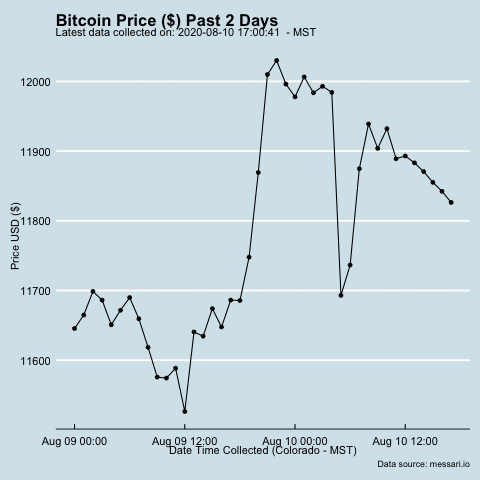 Bitcoin Price ($) Past 2 Days
Latest data collected on: 2020-08-10 17:00:41  - MST
12000
11900
11800
11700
11600
Price USD ($)
Aug 09 00:00 Aug 09 12:00 Aug 10 00:00 Aug 10 12:00
Date Time Collected (Colorado - MST)
Data source: messari.io